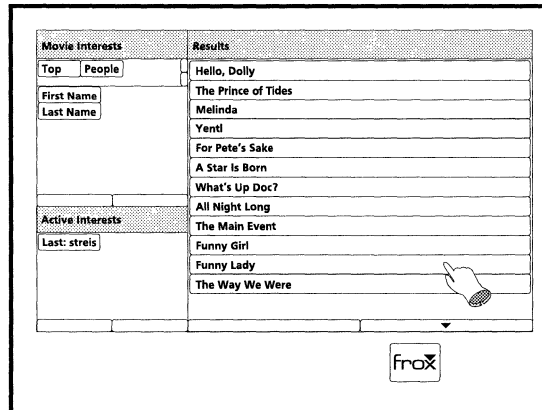 Movie Interests
Top People
First Name
Last Name
Active Interests
Last: streis
Results
Hello, Dolly
The Prince of Tides
Melinda
Yentl
For Pete's Sake
A Star Is Born
What's Up Doc?
All Night Long
The Main Event
Funny Girl
Funny Lady
The Way We Were
frox